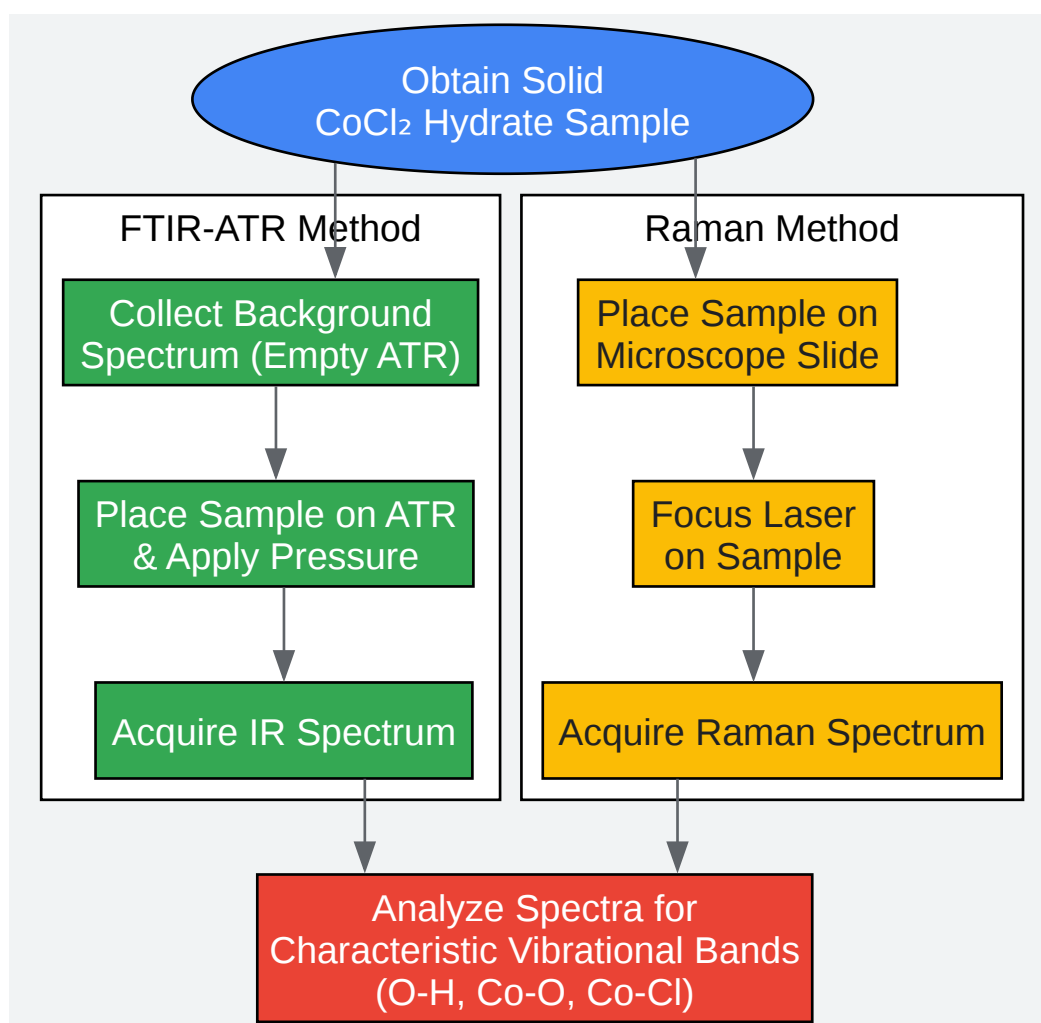 Obtain Solid
CoCl₂ Hydrate Sample
FTIR-ATR Method
Collect Background
Spectrum (Empty ATR)
Place Sample on ATR
& Apply Pressure
Acquire IR Spectrum
Raman Method
Place Sample on
Microscope Slide
Focus Laser
on Sample
Acquire Raman Spectrum
Analyze Spectra for
Characteristic Vibrational Bands
(O-H, Co-O, Co-Cl)